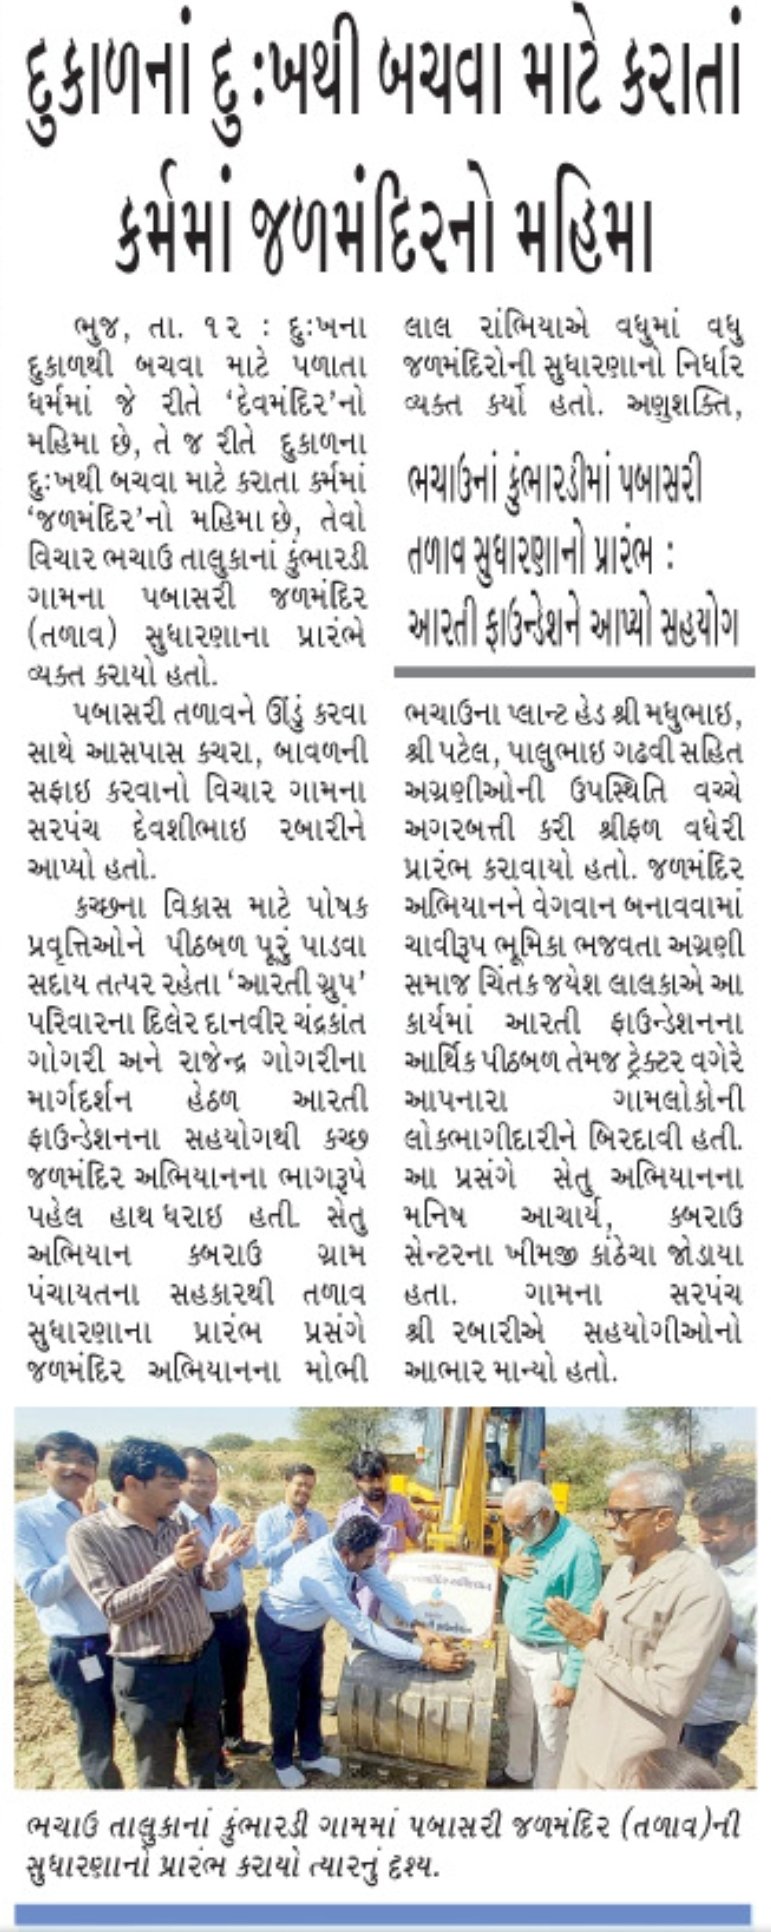 દુકાળનાં દુઃખથી બચવા માટે કરાતાં
કર્મમાં જળમંદિરનો મહિમા
ભુજ, તા. ૧૨ : દુઃખના
દુકાળથી બચવા માટે પળાતા
ધર્મમાં જે રીતે ‘દેવમંદિર’નો
મહિમા છે, તે જ રીતે દુકાળના
દુઃખથી બચવા માટે કરાતા કર્મમાં
‘જળમંદિર’નો મહિમા છે, તેવો
વિચાર ભચાઉ તાલુકાનાં કુંભારડી
ગામના પબાસરી જળમંદિર
(તળાવ) સુધારણાના પ્રારંભે
વ્યક્ત કરાયો હતો.
પબાસરી તળાવને ઊંડું કરવા
સાથે આસપાસ કચરા, બાવળની
સફાઇ કરવાનો વિચાર ગામના
સરપંચ દેવશીભાઇ રબારીને
આપ્યો હતો.
કચ્છના વિકાસ માટે પોષક
પ્રવૃત્તિઓને પીઠબળ પૂરું પાડવા
સદાય તત્પર રહેતા ‘આરતી ગ્રુપ’
પરિવારના દિલેર દાનવીર ચંદ્રકાંત
ગોગરી અને રાજેન્દ્ર ગોગરીના
માર્ગદર્શન હેઠળ આરતી
ફાઉન્ડેશનના સહયોગથી કચ્છ
જળમંદિર અભિયાનના ભાગરૂપે
પહેલ હાથ ધરાઇ હતી. સેતુ
અભિયાન કબરાઉ ગ્રામ
પંચાયતના સહકારથી તળાવ
સુધારણાના પ્રારંભ પ્રસંગે
જળમંદિર અભિયાનના મોભી
લાલ રાંભિયાએ વધુમાં વધુ
જળમંદિરોની સુધારણાનો નિર્ધાર
વ્યક્ત કર્યો હતો. અણુશક્તિ,
ભચાઉનાં કુંભારડીમાં પબાસરી
તળાવ સુધારણાનો પ્રારંભ :
આરતી ફાઉન્ડેશને આપ્યો સહયોગ
ભચાઉના પ્લાન્ટ હેડ શ્રી મધુભાઇ,
શ્રી પટેલ, પાલુભાઇ ગઢવી સહિત
અગ્રણીઓની ઉપસ્થિતિ વચ્ચે
અગરબત્તી કરી શ્રીફળ વધેરી
પ્રારંભ કરાવાયો હતો. જળમંદિર
અભિયાનને વેગવાન બનાવવામાં
ચાવીરૂપ ભૂમિકા ભજવતા અગ્રણી
સમાજ ચિંતક જયેશ લાલકાએ આ
કાર્યમાં આરતી ફાઉન્ડેશનના
આર્થિક પીઠબળ તેમજ ટ્રેક્ટર વગેરે
આપનારા ગામલોકોની
લોકભાગીદારીને બિરદાવી હતી.
આ પ્રસંગે સેતુ અભિયાનના
મનિષ આચાર્ય, કબરાઉ
સેન્ટરના ખીમજી કાંઠેચા જોડાયા
હતા. ગામના સરપંચ
શ્રી રબારીએ સહયોગીઓનો
આભાર માન્યો હતો.
ભચાઉ તાલુકાનાં કુંભારડી ગામમાં પબાસરી જળમંદિર (તળાવ)ની
સુધારણાનો પ્રારંભ કરાયો ત્યારનું દૃશ્ય.